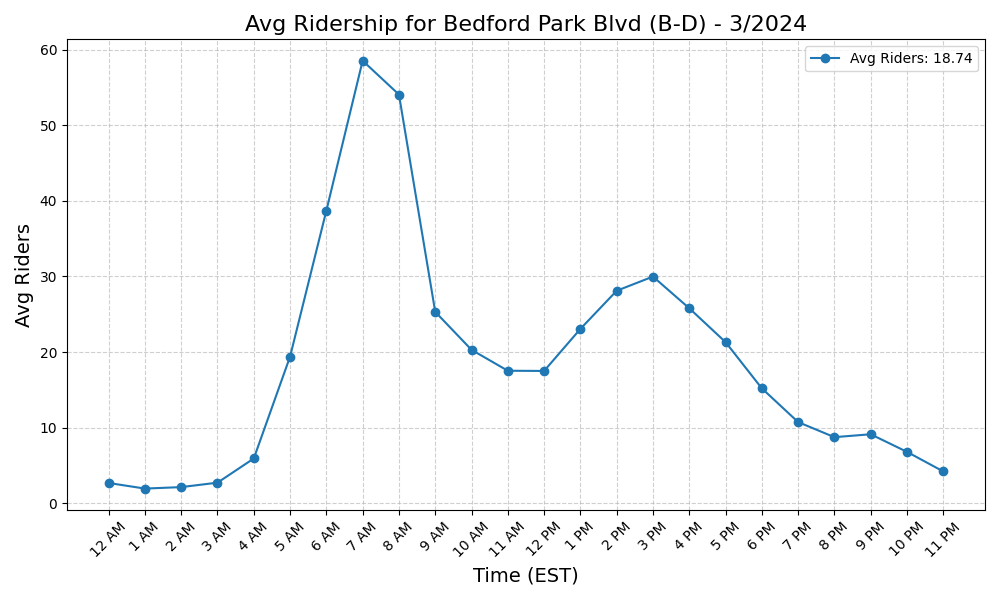 Avg Ridership for Bedford Park Blvd (B-D) - 3/2024
Avg Riders: 18.74
Avg Riders
60
50
40
30
20
10
0
12 AM
1 AM
2 AM
3 AM
4 AM
5 AM
6 AM
7 AM
8 AM
9 AM
10 AM
11 AM
12 PM
1 PM
2 PM
3 PM
4 PM
5 PM
6 PM
7 PM
8 PM
9 PM
10 PM
11 PM
Time (EST)